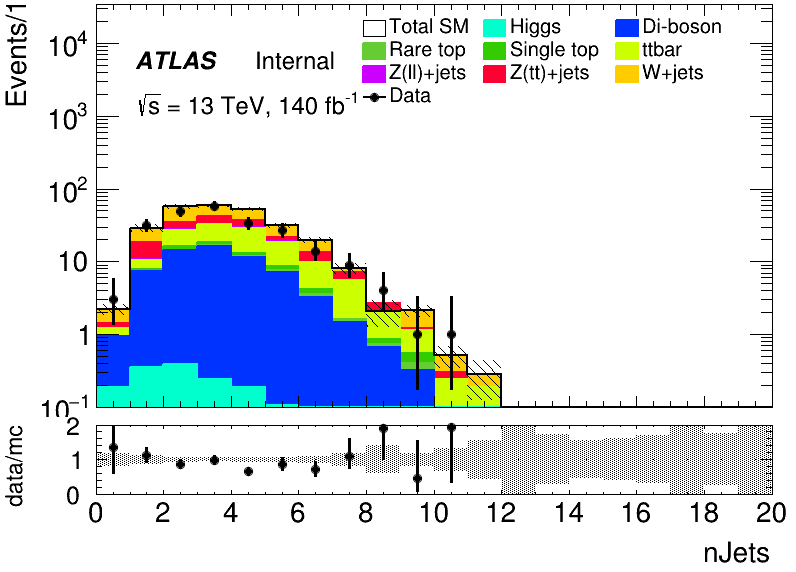 Events/1
10⁴
10³
10²
10
1
10⁻¹
ATLAS Internal
√s = 13 TeV, 140 fb⁻¹
Total SM Higgs Di-boson
Rare top Single top ttbar
Z(ll)+jets Z(tt)+jets W+jets
Data
data/mc
2
1
0
0 2 4 6 8 10 12 14 16 18 20
nJets